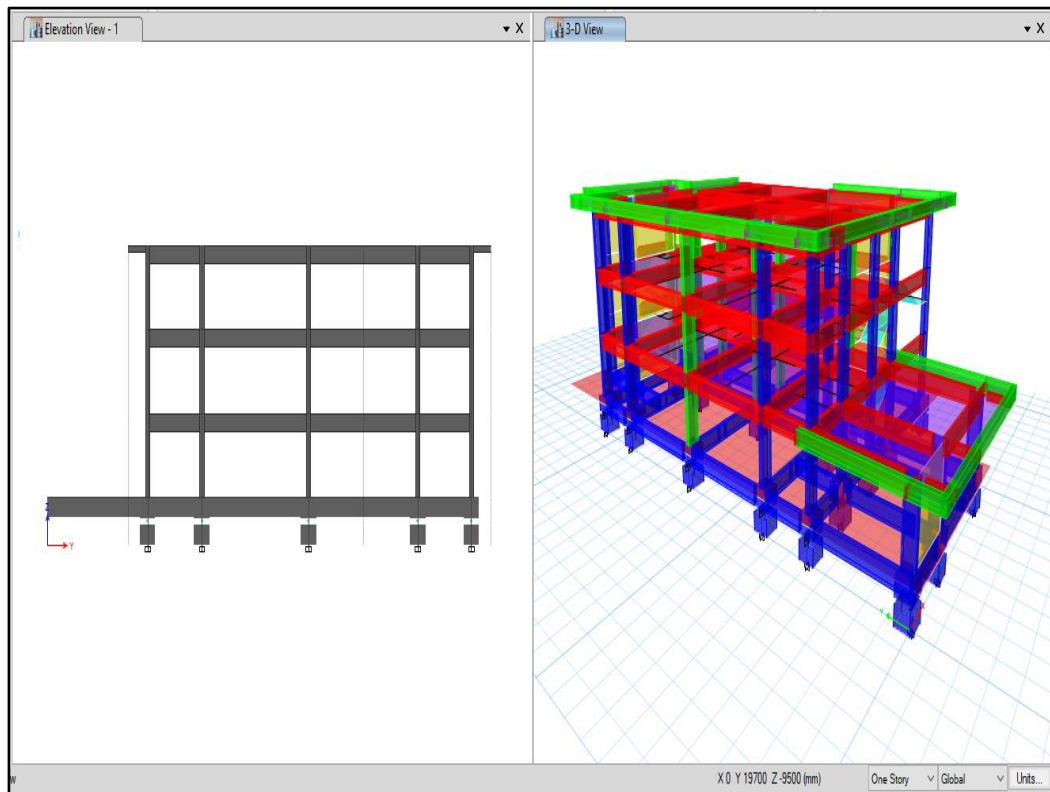 Elevation View - 1
X
3-D View
X
Z
Y
Y
X
w
X 0 Y 19700 Z -9500 (mm)
One Story
Global
Units...